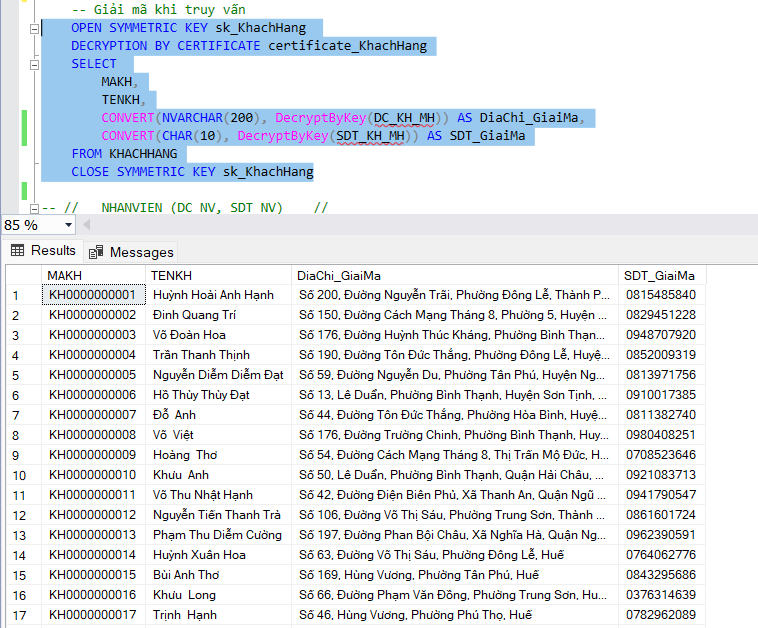 -- Giải mã khi truy vấn
OPEN SYMMETRIC KEY sk_KhachHang
DECRYPTION BY CERTIFICATE certificate_KhachHang
SELECT
MAKH,
TENKH,
CONVERT(NVARCHAR(200), DecryptByKey(DC_KH_MH)) AS DiaChi_GiaiMa,
CONVERT(CHAR(10), DecryptByKey(SDT_KH_MH)) AS SDT_GiaiMa
FROM KHACHHANG
CLOSE SYMMETRIC KEY sk_KhachHang
-- // NHANVIEN (DC_NV, SDT_NV) //
85 %
Results Messages
MAKH TENKH DiaChi_GiaiMa SDT_GiaiMa
1 KH0000000001 Huỳnh Hoài Anh Hạnh Số 200, Đường Nguyễn Trãi, Phường Đông Lễ, Thành P... 0815485840
2 KH0000000002 Đinh Quang Trí Số 150, Đường Cách Mạng Tháng 8, Phường 5, Huyện ... 0829451228
3 KH0000000003 Võ Đoàn Hoa Số 176, Đường Huỳnh Thúc Kháng, Phường Bình Thạn... 0948707920
4 KH0000000004 Trần Thanh Thịnh Số 190, Đường Tôn Đức Thắng, Phường Đông Lễ, Huyệ... 0852009319
5 KH0000000005 Nguyễn Diễm Diễm Đạt Số 59, Đường Nguyễn Du, Phường Tân Phú, Huyện Ng... 0813971756
6 KH0000000006 Hồ Thùy Thùy Đạt Số 13, Lê Duẩn, Phường Bình Thạnh, Huyện Sơn Tịnh, ... 0910017385
7 KH0000000007 Đỗ Anh Số 44, Đường Tôn Đức Thắng, Phường Hòa Bình, Huyệ... 0811382740
8 KH0000000008 Võ Việt Số 176, Đường Trường Chinh, Phường Bình Thạnh, Huy... 0980408251
9 KH0000000009 Hoàng Thơ Số 54, Đường Cách Mạng Tháng 8, Thị Trấn Mộ Đức, H... 0708523646
10 KH0000000010 Khưu Anh Số 50, Lê Duẩn, Phường Bình Thạnh, Quận Hải Châu, ... 0921083713
11 KH0000000011 Võ Thu Nhật Hạnh Số 42, Đường Điện Biên Phủ, Xã Thanh An, Quận Ngũ ... 0941790547
12 KH0000000012 Nguyễn Tiến Thanh Trà Số 106, Đường Võ Thị Sáu, Phường Trung Sơn, Thành ... 0861601724
13 KH0000000013 Phạm Thu Diễm Cường Số 197, Đường Phan Bội Châu, Xã Nghĩa Hà, Quận Ng... 0962390591
14 KH0000000014 Huỳnh Xuân Hoa Số 63, Đường Võ Thị Sáu, Phường Đông Lễ, Huế 0764062776
15 KH0000000015 Bùi Anh Thơ Số 169, Hùng Vương, Phường Tân Phú, Huế 0843295686
16 KH0000000016 Khưu Long Số 66, Đường Phạm Văn Đồng, Phường Trung Sơn, Hu... 0376314639
17 KH0000000017 Trịnh Hạnh Số 46, Hùng Vương, Phường Phú Thọ, Huế 0782962089